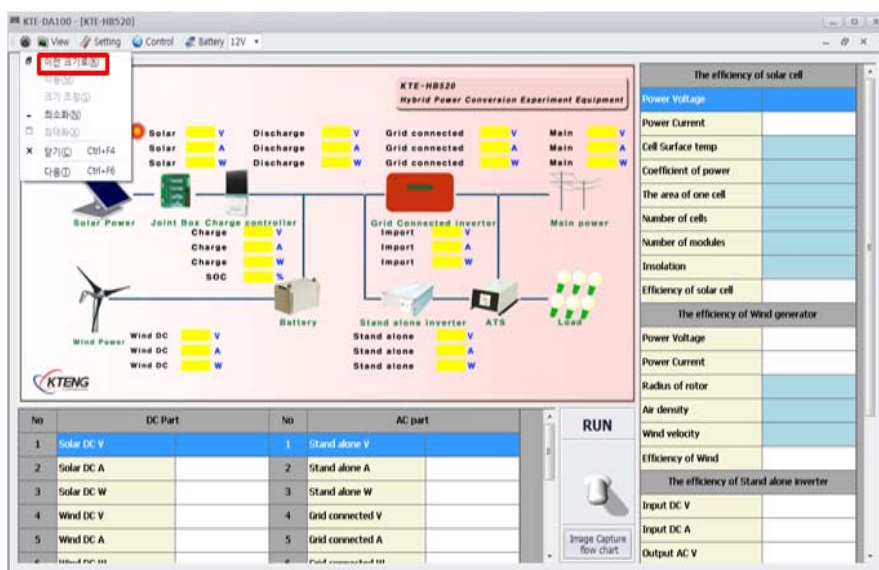 KTE-DA100 - [KTE-HB520]
View Setting Control Battery 12V
이전 크기로(R)
이동(M)
크기 조정(S)
최소화(N)
최대화(X)
닫기(C) Ctrl+F4
다음(T) Ctrl+F6
KTE-HB520
Hybrid Power Conversion Experiment Equipment
Solar V Discharge V Grid connected V Main V
Solar A Discharge A Grid connected A Main A
Solar W Discharge W Grid connected W Main W
Solar Power Joint Box Charge controller Grid Connected inverter Main power
Charge V Import V
Charge A Import A
Charge W Import W
SOC %
Battery Stand alone inverter ATS Load
Wind Power
Wind DC V Stand alone V
Wind DC A Stand alone A
Wind DC W Stand alone W
KTENG
No DC Part No AC part
1 Solar DC V 1 Stand alone V
2 Solar DC A 2 Stand alone A
3 Solar DC W 3 Stand alone W
4 Wind DC V 4 Grid connected V
5 Wind DC A 5 Grid connected A
RUN
Image Capture
flow chart
The efficiency of solar cell
Power Voltage
Power Current
Cell Surface temp
Coefficient of power
The area of one cell
Number of cells
Number of modules
Insolation
Efficiency of solar cell
The efficiency of Wind generator
Power Voltage
Power Current
Radius of rotor
Air density
Wind velocity
Efficiency of Wind
The efficiency of Stand alone inverter
Input DC V
Input DC A
Output AC V